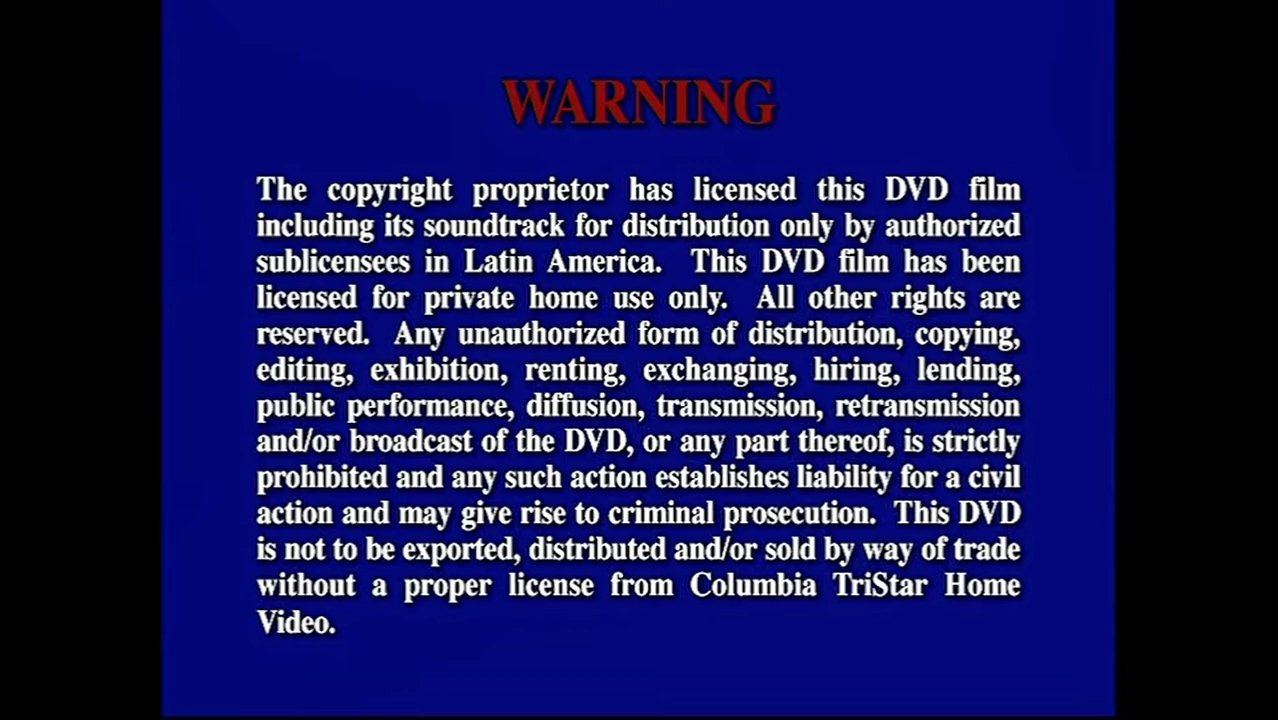 WARNING
The copyright proprietor has licensed this DVD film
including its soundtrack for distribution only by authorized
sublicensees in Latin America. This DVD film has been
licensed for private home use only. All other rights are
reserved. Any unauthorized form of distribution, copying,
editing, exhibition, renting, exchanging, hiring, lending,
public performance, diffusion, transmission, retransmission
and/or broadcast of the DVD, or any part thereof, is strictly
prohibited and any such action establishes liability for a civil
action and may give rise to criminal prosecution. This DVD
is not to be exported, distributed and/or sold by way of trade
without a proper license from Columbia TriStar Home
Video.